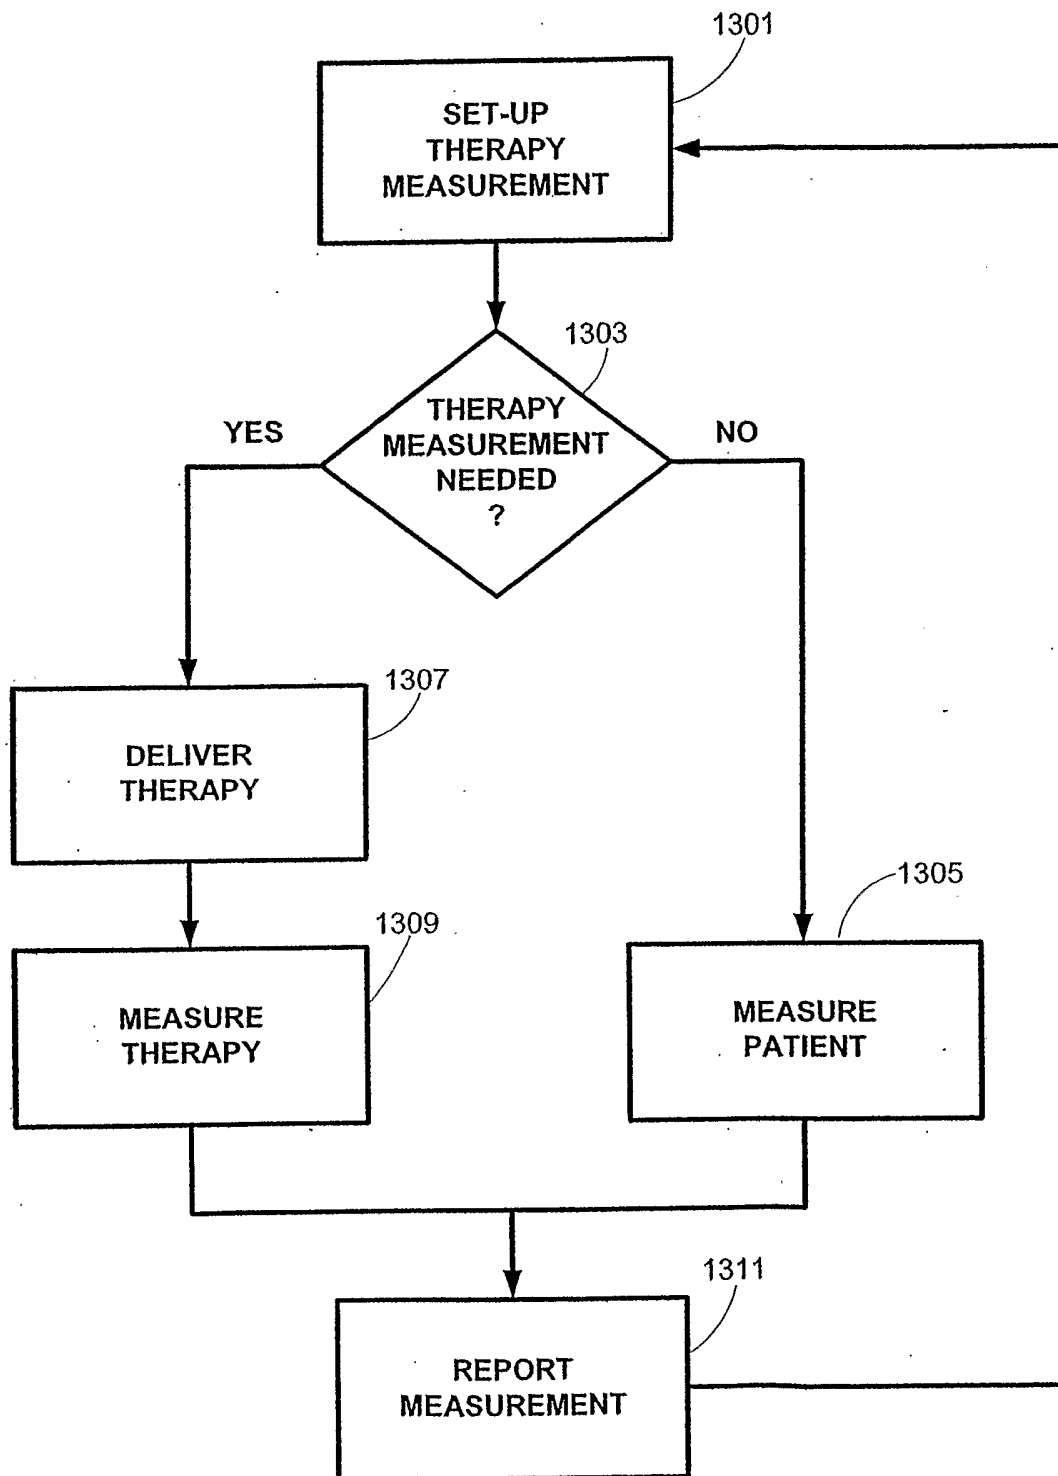 1301
SET-UP
THERAPY
MEASUREMENT
1303
THERAPY
MEASUREMENT
NEEDED
?
YES
NO
1307
DELIVER
THERAPY
1305
1309
MEASURE
THERAPY
MEASURE
PATIENT
1311
REPORT
MEASUREMENT